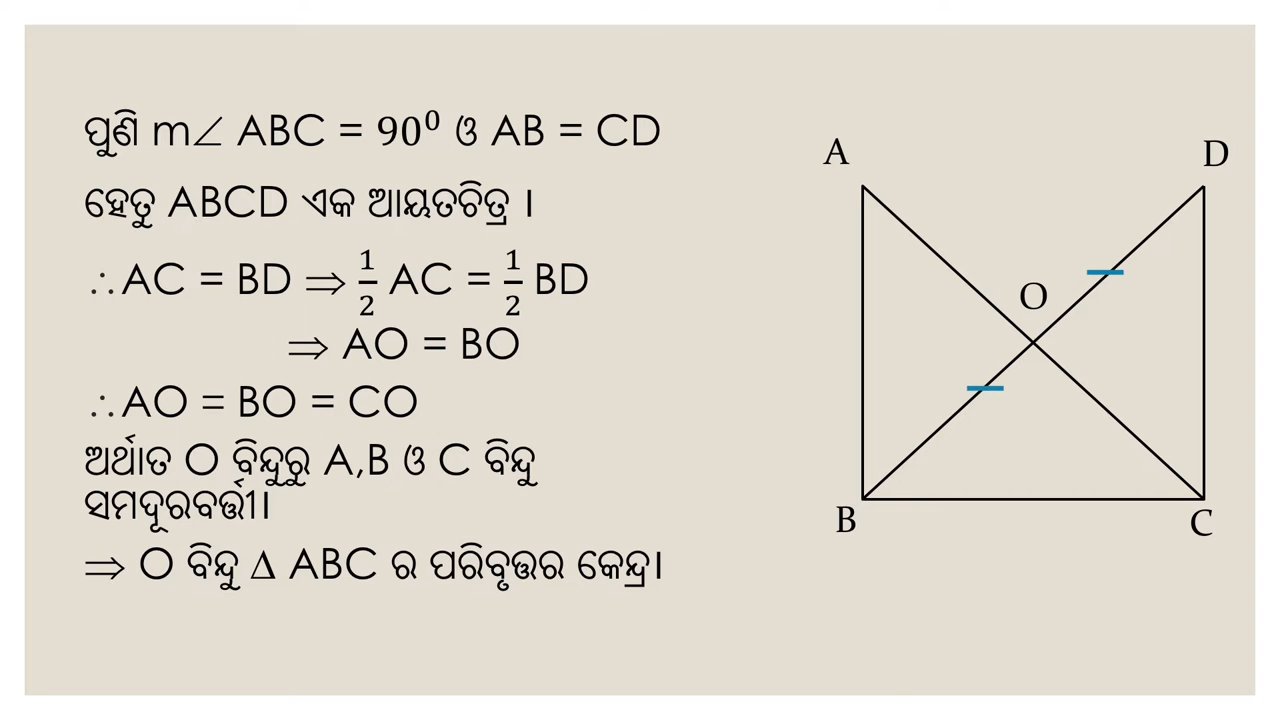 ପୁଣି m∠ ABC = 90⁰ ଓ AB = CD
ହେତୁ ABCD ଏକ ଆୟତଚିତ୍ର ।
∴AC = BD ⇒ 1/2 AC = 1/2 BD
⇒ AO = BO
∴AO = BO = CO
ଅର୍ଥାତ O ବିନ୍ଦୁରୁ A,B ଓ C ବିନ୍ଦୁ
ସମଦୂରବର୍ତ୍ତୀ।
⇒ O ବିନ୍ଦୁ Δ ABC ର ପରିବୃତ୍ତର କେନ୍ଦ୍ର।
A
D
O
B
C